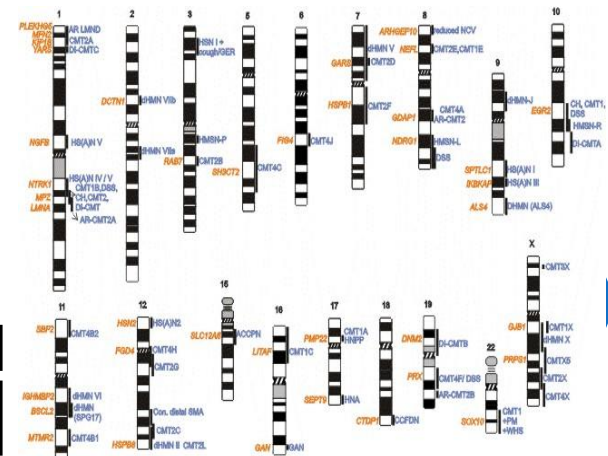 1
PLEKHG5 AR LMND
MFN2
KIF1B CMT2A
YARS DI-CMTC
NGFB HS(A)N V
NTRK1 HS(A)N IV / V
CMT1B,DSS,
MPZ CH,CMT2,
LMNA DI-CMT
AR-CMT2A
2
DCTN1 dHMN VIIb
dHMN VIIa
3
HSN I +
cough/GER
HMSN-P
RAB7 CMT2B
5
SH3CT2 CMT4C
6
FIG4 CMT4J
7
dHMN V
GARS CMT2D
HSPB1 CMT2F
8
ARHGEF10 reduced NCV
NEFL CMT2E,CMT1E
GDAP1 CMT4A
AR-CMT2
NDRG1 HMSN-L
DSS
9
dHMN-J
SPTLC1 HS(A)N I
IKBKAP HS(A)N III
ALS4 DHMN (ALS4)
10
EGR2 CH, CMT1,
DSS
HMSN-R
DI-CMTA
11
SBF2 CMT4B2
IGHMBP2 dHMN VI
BSCL2 dHMN
(SPG17)
MTMR2 CMT4B1
12
HSN2 HS(A)N2
FGD4 CMT4H
CMT2G
Con. distal SMA
CMT2C
HSPB8 dHMN II CMT2L
15
SLC12A6 ACCPN
16
LITAF CMT1C
GAN GAN
17
PMP22 CMT1A
HNPP
SEPT9 HNA
18
CTDP1 CCFDN
19
DNM2 DI-CMTB
PRX CMT4F/ DSS
AR-CMT2B
22
SOX10 CMT1
+PM
+WHS
X
CMT3X
GJB1 CMT1X
dHMN X
PRPS1 CMTX5
CMT2X
CMT4X